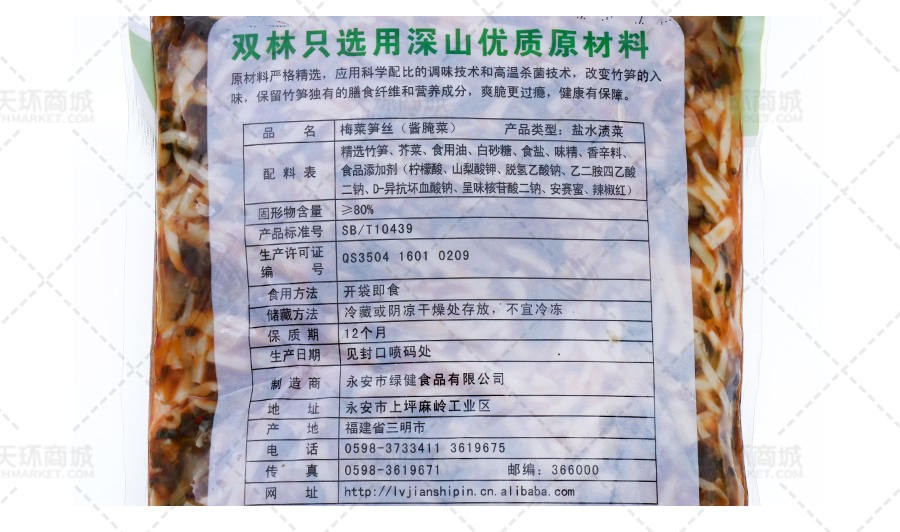 双林只选用深山优质原材料
原材料严格精选，应用科学配比的调味技术和高温杀菌技术，改变竹笋的入
味，保留竹笋独有的膳食纤维和营养成分，爽脆更过瘾，健康有保障。
品 名 梅菜笋丝（酱腌菜） 产品类型：盐水渍菜
配 料 表 精选竹笋、芥菜、食用油、白砂糖、食盐、味精、香辛料、
食品添加剂（柠檬酸、山梨酸钾、脱氢乙酸钠、乙二胺四乙酸
二钠、D-异抗坏血酸钠、呈味核苷酸二钠、安赛蜜、辣椒红）
固形物含量 ≥80%
产品标准号 SB/T10439
生产许可证
编 号 QS3504 1601 0209
食用方法 开袋即食
储藏方法 冷藏或阴凉干燥处存放，不宜冷冻
保 质 期 12个月
生产日期 见封口喷码处
制 造 商 永安市绿健食品有限公司
地 址 永安市上坪麻岭工业区
产 地 福建省三明市
电 话 0598-3733411 3619675
传 真 0598-3619671 邮编：366000
网 址 http://lvjianshipin.cn.alibaba.com
天环商城
HMARKET.COM
天环商城
THMARKET.COM
天环商城
HMARKET.COM
天环商城
THMARKET.COM